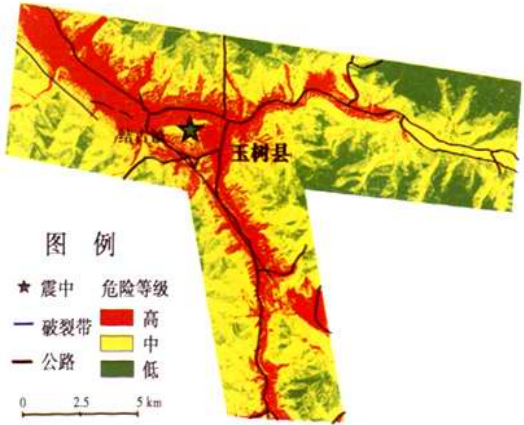 玉树县
图 例
震中 危险等级
破裂带 高
中
公路 低
0 2.5 5 km